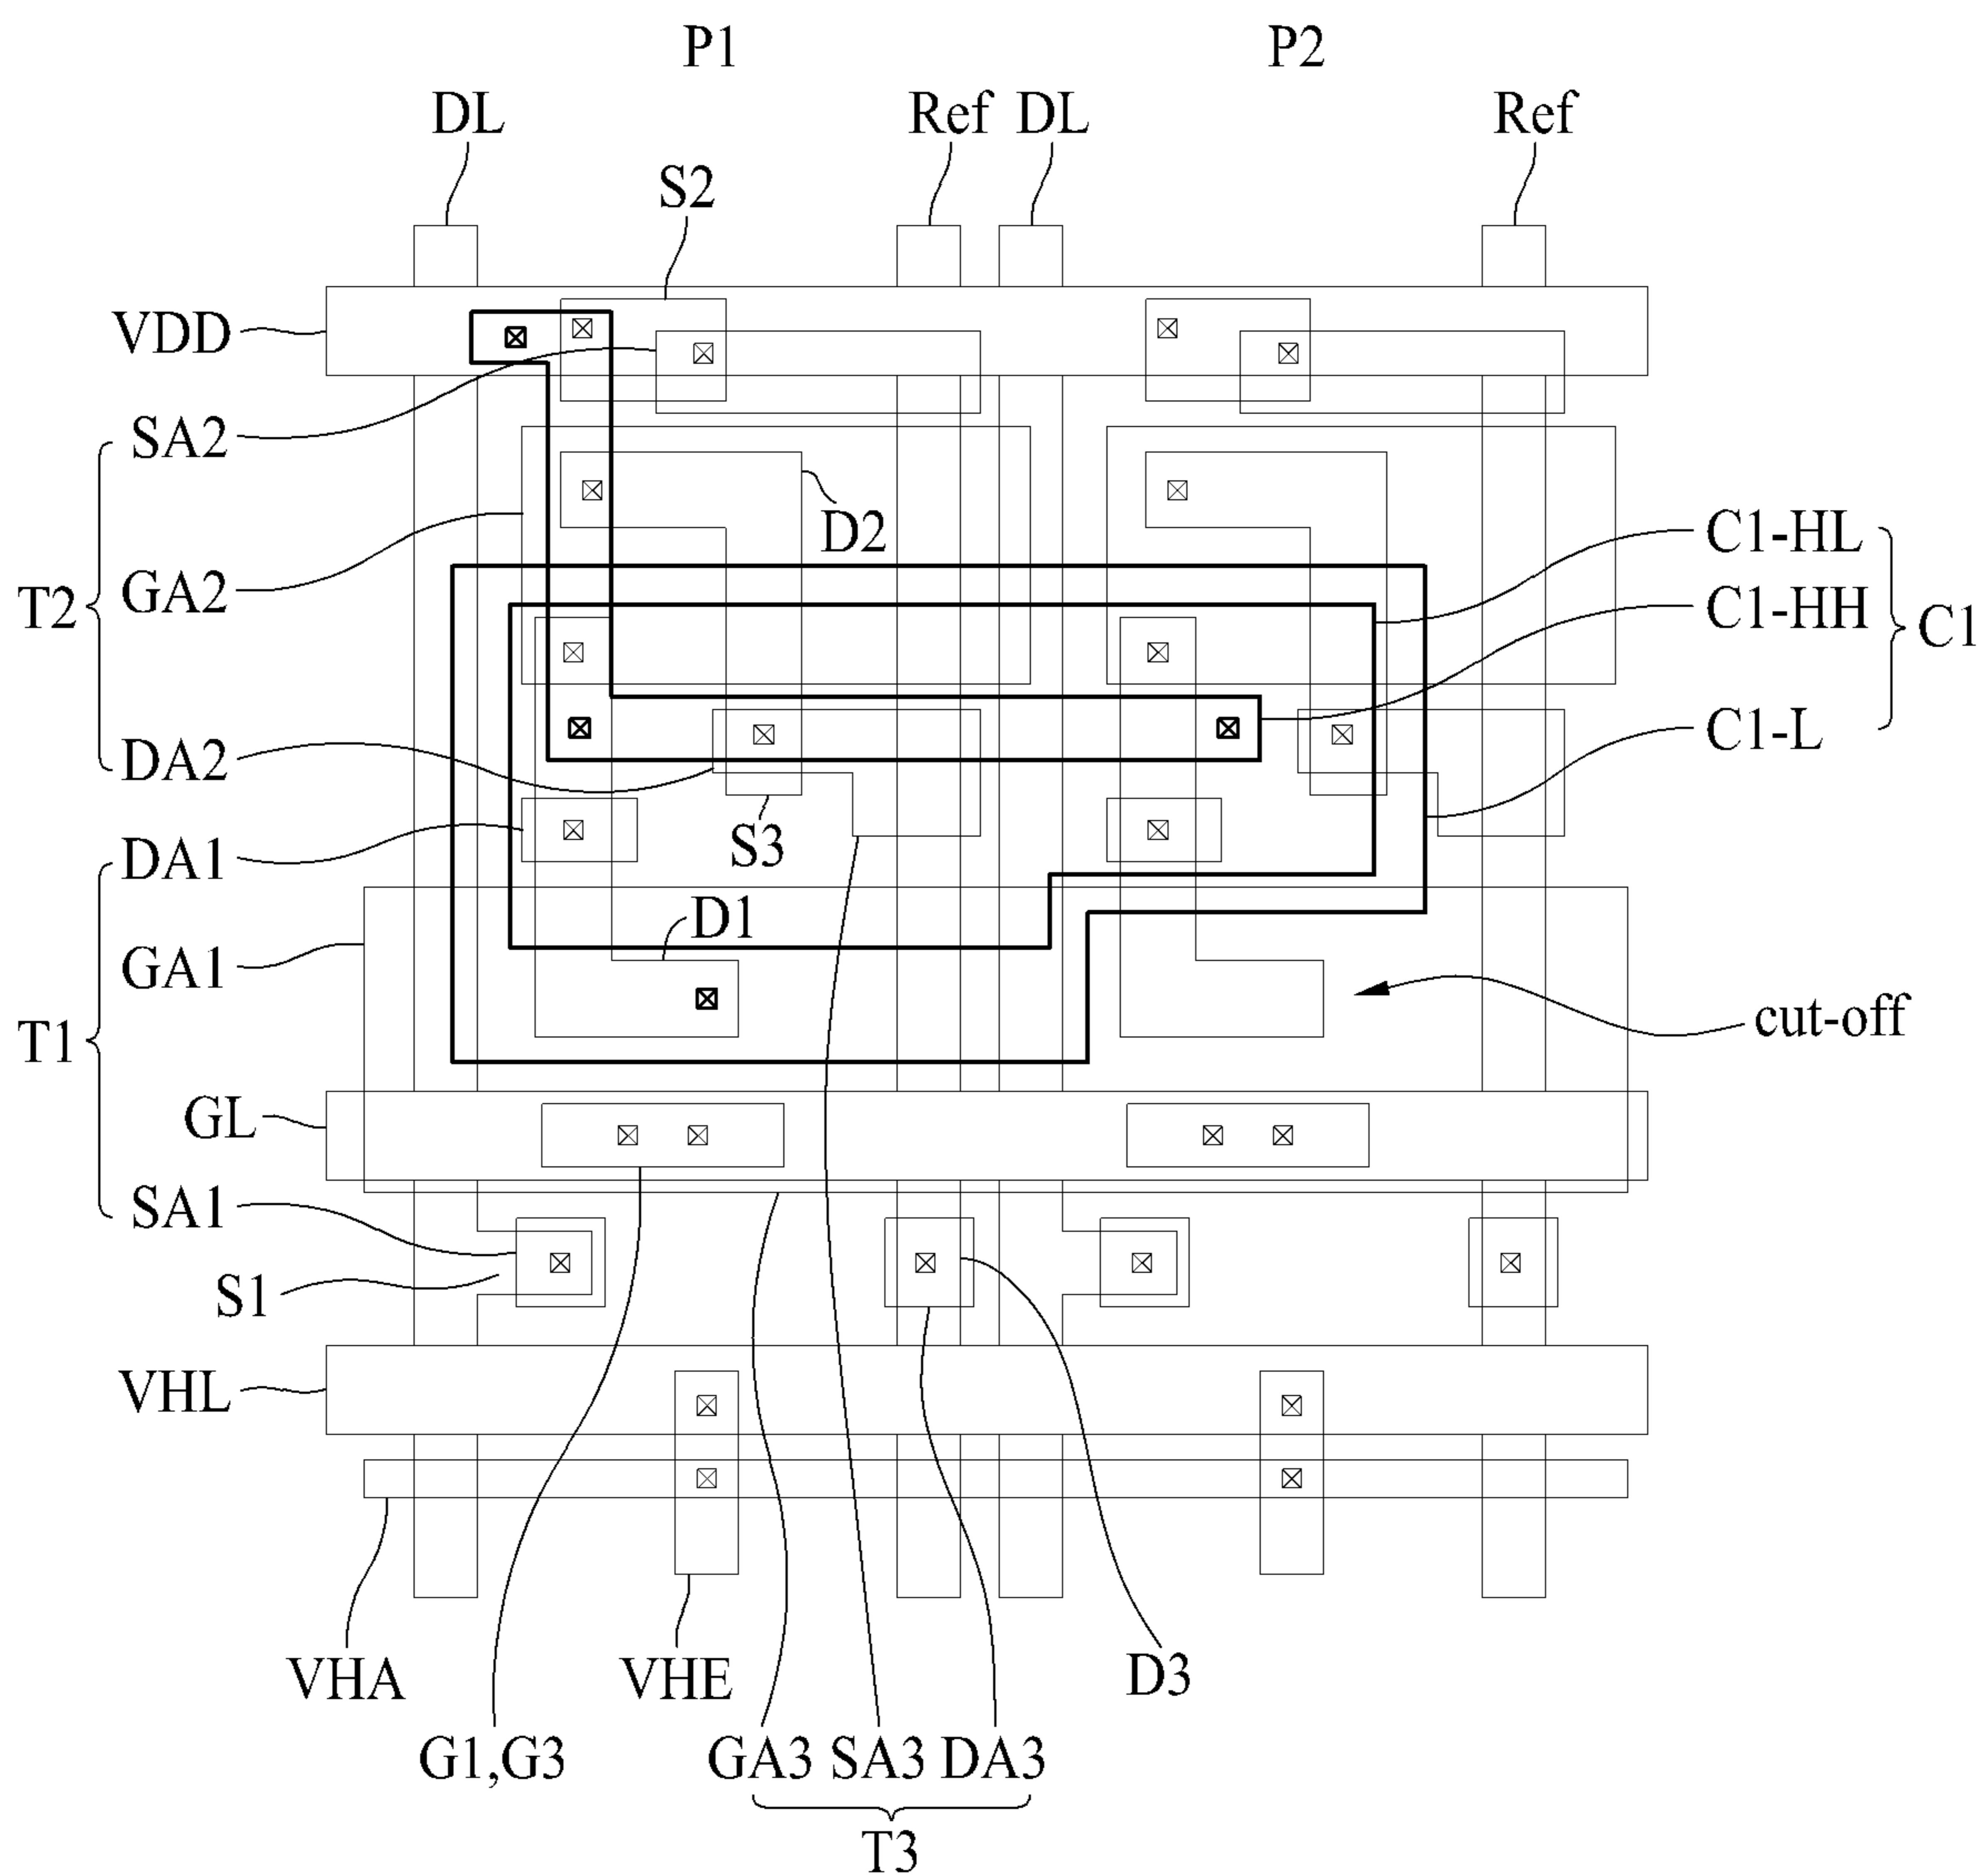 P1 P2
DL Ref DL Ref
S2
VDD
SA2
D2
C1-HL
GA2
T2
C1-HH
C1
DA2
C1-L
S3
DA1
D1
GA1
T1
cut-off
GL
SA1
S1
VHL
VHA VHE D3
G1,G3 GA3 SA3 DA3
T3